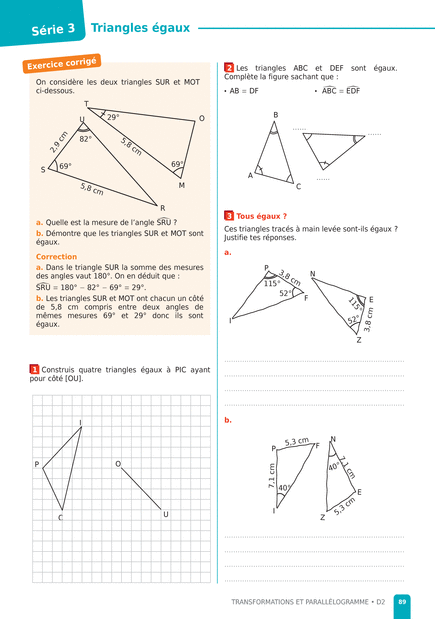 Série 3
Triangles égaux
Exercice corrigé
On considère les deux triangles SUR et MOT
ci-dessous.
T
29°
O
U
82°
2,9 cm
5,8 cm
S
69°
69°
M
5,8 cm
R
a. Quelle est la mesure de l'angle SRU ?
b. Démontre que les triangles SUR et MOT sont
égaux.
Correction
a. Dans le triangle SUR la somme des mesures
des angles vaut 180°. On en déduit que :
SRU = 180° − 82° − 69° = 29°.
b. Les triangles SUR et MOT ont chacun un côté
de 5,8 cm compris entre deux angles de
mêmes mesures 69° et 29° donc ils sont
égaux.
1 Construis quatre triangles égaux à PIC ayant
pour côté [OU].
I
P
O
C
U
2 Les triangles ABC et DEF sont égaux.
Complète la figure sachant que :
• AB = DF
• ABC = EDF
B
......
......
A
C
......
3 Tous égaux ?
Ces triangles tracés à main levée sont-ils égaux ?
Justifie tes réponses.
a.
P
3,8 cm
N
115°
52°
F
I
115°
E
52°
3,8 cm
Z
b.
P
5,3 cm
F
N
7,1 cm
40°
7,1 cm
40°
I
E
Z
5,3 cm
TRANSFORMATIONS ET PARALLÉLOGRAMME • D2
89